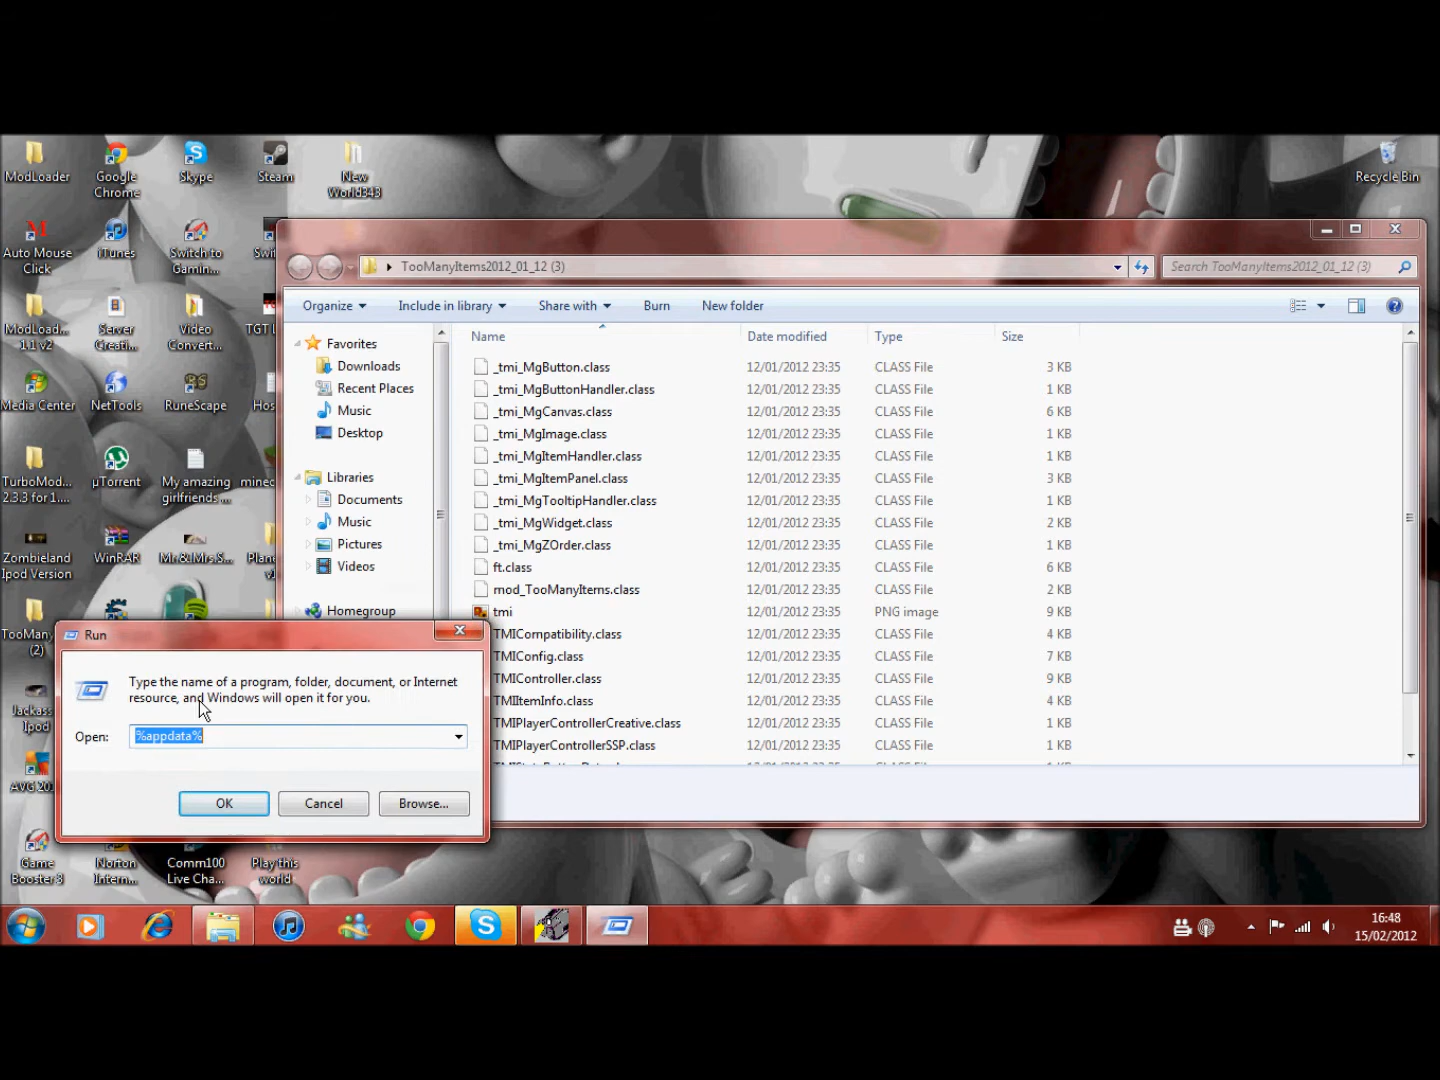 ModLoader
Google
Chrome
Skype
Steam
New
World343
Recycle Bin
Auto Mouse
Click
iTunes
Switch to
Gamin...
ModLoad...
1.1 v2
Server
Creati...
Video
Convert...
TGT L
Media Center
NetTools
RuneScape
Hos
TurboMod...
2.3.3 for 1....
µTorrent
My amazing
girlfriends ...
minec
Zombieland
Ipod Version
WinRAR
Mr.&Mrs.S...
Plane
TooMany
(2)
Jackass
Ipod
AVG 20
Game
Booster 3
Norton
Intern...
Comm100
Live Cha...
Play this
world
TooManyItems2012_01_12 (3)
Search TooManyItems2012_01_12 (3)
Organize
Include in library
Share with
Burn
New folder
Favorites
Downloads
Recent Places
Music
Desktop
Libraries
Documents
Music
Pictures
Videos
Homegroup
Name Date modified Type Size
_tmi_MgButton.class 12/01/2012 23:35 CLASS File 3 KB
_tmi_MgButtonHandler.class 12/01/2012 23:35 CLASS File 1 KB
_tmi_MgCanvas.class 12/01/2012 23:35 CLASS File 6 KB
_tmi_MgImage.class 12/01/2012 23:35 CLASS File 1 KB
_tmi_MgItemHandler.class 12/01/2012 23:35 CLASS File 1 KB
_tmi_MgItemPanel.class 12/01/2012 23:35 CLASS File 3 KB
_tmi_MgTooltipHandler.class 12/01/2012 23:35 CLASS File 1 KB
_tmi_MgWidget.class 12/01/2012 23:35 CLASS File 2 KB
_tmi_MgZOrder.class 12/01/2012 23:35 CLASS File 1 KB
ft.class 12/01/2012 23:35 CLASS File 6 KB
mod_TooManyItems.class 12/01/2012 23:35 CLASS File 2 KB
tmi 12/01/2012 23:35 PNG image 9 KB
TMICompatibility.class 12/01/2012 23:35 CLASS File 4 KB
TMIConfig.class 12/01/2012 23:35 CLASS File 7 KB
TMIController.class 12/01/2012 23:35 CLASS File 9 KB
TMIItemInfo.class 12/01/2012 23:35 CLASS File 4 KB
TMIPlayerControllerCreative.class 12/01/2012 23:35 CLASS File 1 KB
TMIPlayerControllerSSP.class 12/01/2012 23:35 CLASS File 1 KB
Run
Type the name of a program, folder, document, or Internet
resource, and Windows will open it for you.
Open: %appdata%
OK Cancel Browse...
16:48
15/02/2012